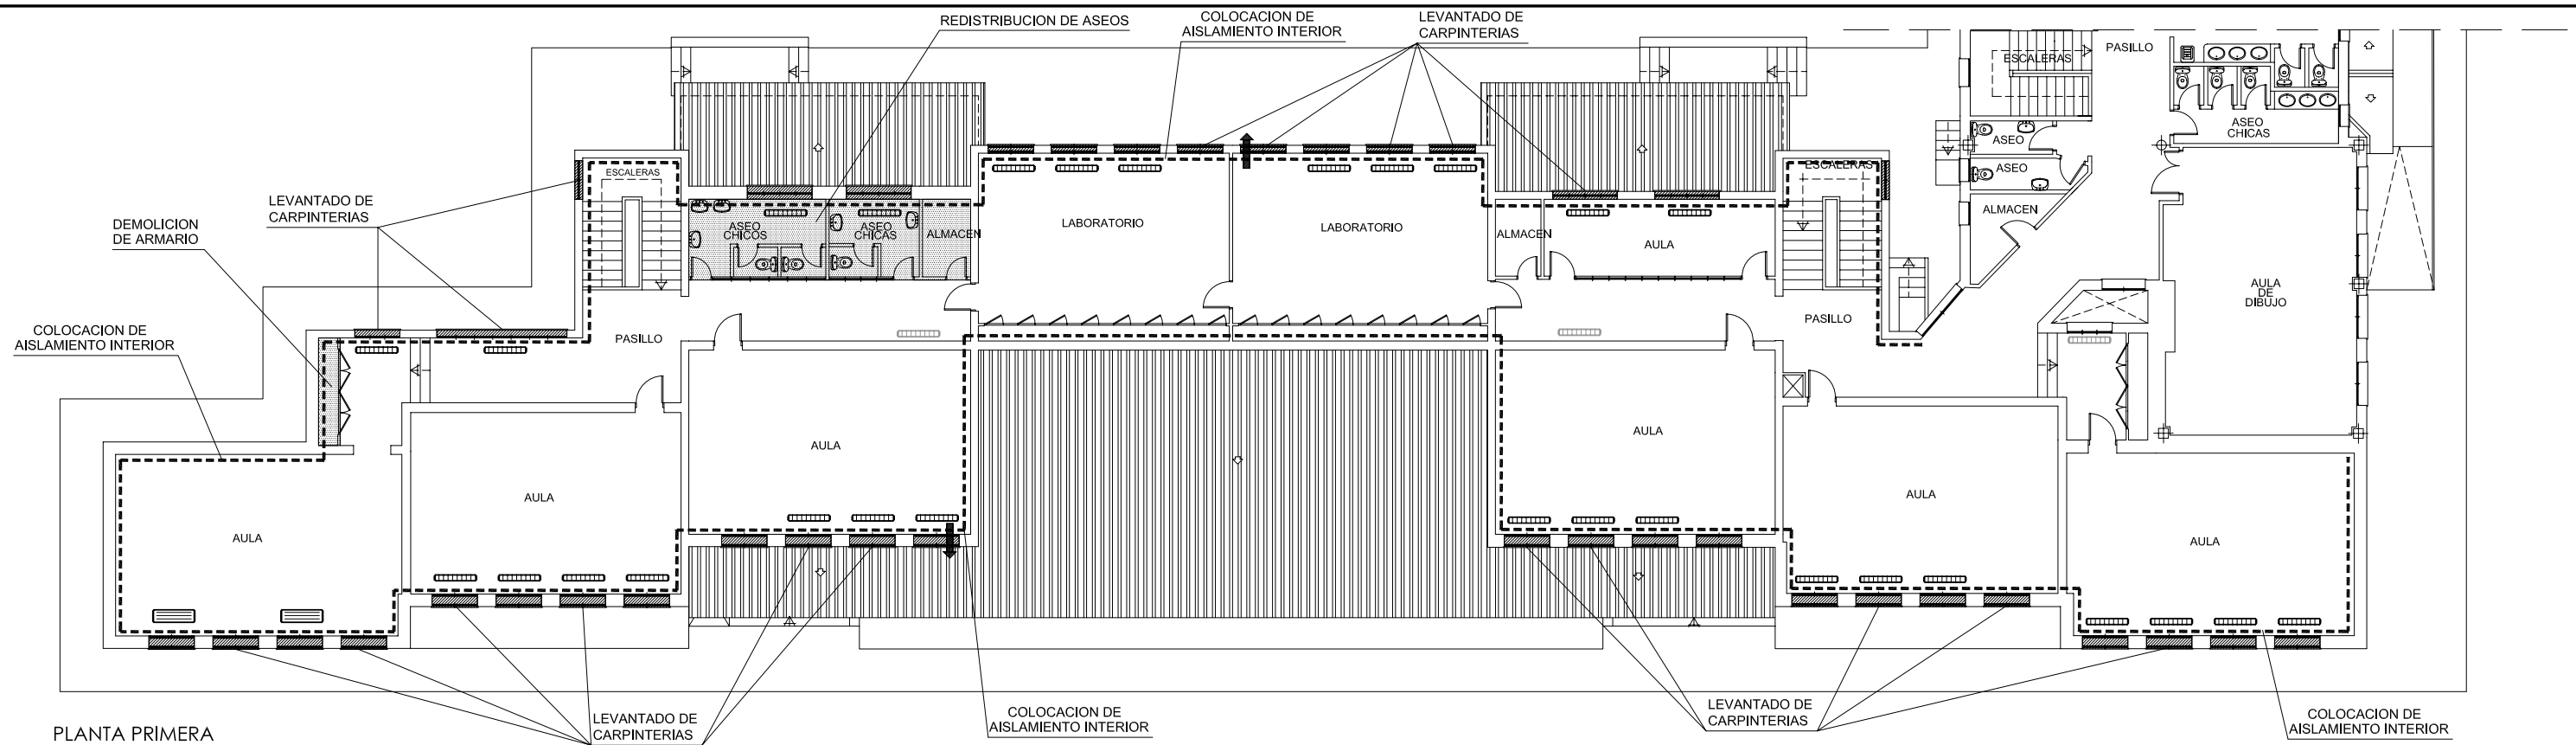 REDISTRIBUCION DE ASEOS
COLOCACION DE
AISLAMIENTO INTERIOR
LEVANTADO DE
CARPINTERIAS
ESCALERAS
PASILLO
ASEO
CHICAS
ASEO
ASEO
ALMACEN
ESCALERAS
ESCALERAS
LEVANTADO DE
CARPINTERIAS
DEMOLICION
DE ARMARIO
ASEO
CHICOS
ASEO
CHICAS
ALMACEN
LABORATORIO
LABORATORIO
ALMACEN
AULA
AULA
DE
DIBUJO
COLOCACION DE
AISLAMIENTO INTERIOR
PASILLO
PASILLO
AULA
AULA
AULA
AULA
AULA
AULA
LEVANTADO DE
CARPINTERIAS
COLOCACION DE
AISLAMIENTO INTERIOR
LEVANTADO DE
CARPINTERIAS
COLOCACION DE
AISLAMIENTO INTERIOR
PLANTA PRIMERA